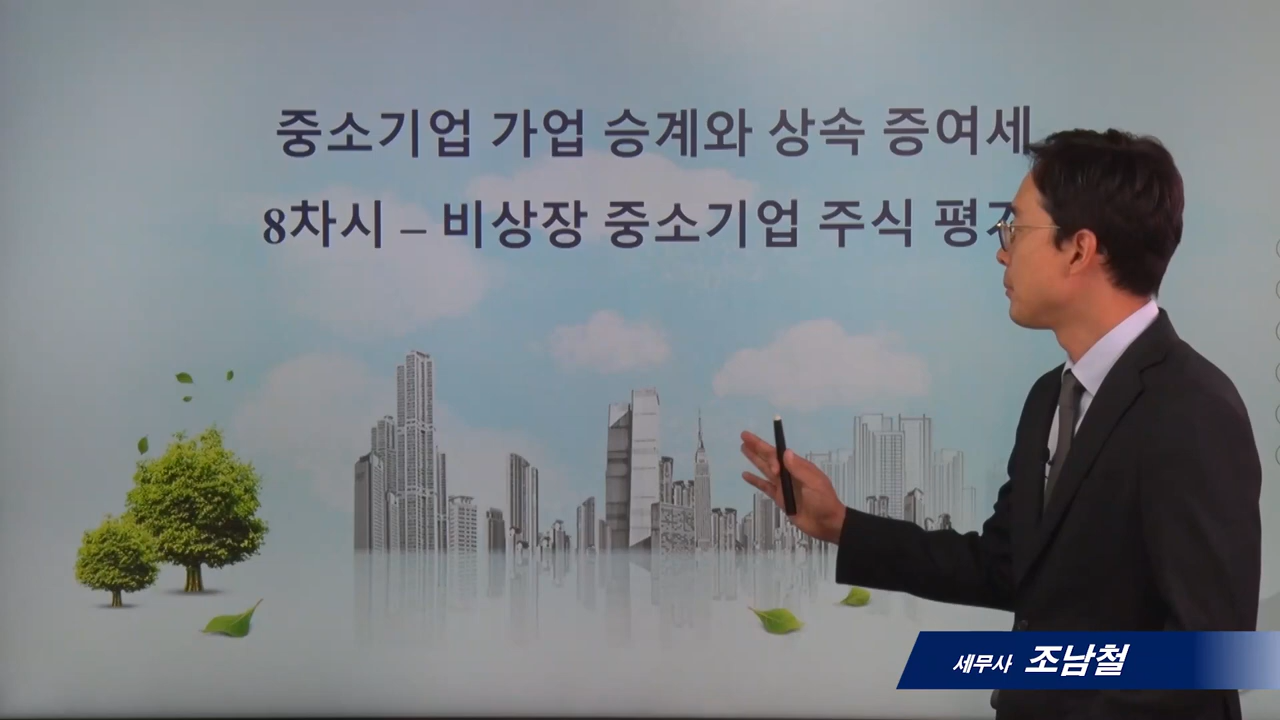 중소기업 가업 승계와 상속 증여세
8차시 – 비상장 중소기업 주식
세무사 조남철